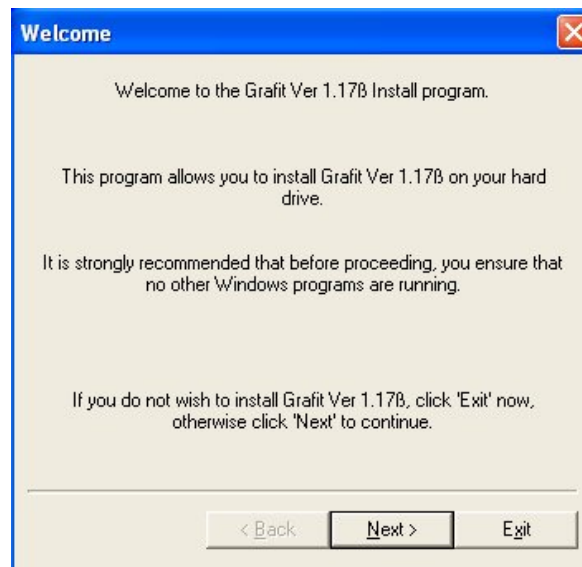 Welcome
Welcome to the Grafit Ver 1.17ß Install program.
This program allows you to install Grafit Ver 1.17ß on your hard
drive.
It is strongly recommended that before proceeding, you ensure that
no other Windows programs are running.
If you do not wish to install Grafit Ver 1.17ß, click 'Exit' now,
otherwise click 'Next' to continue.
< Back Next > Exit